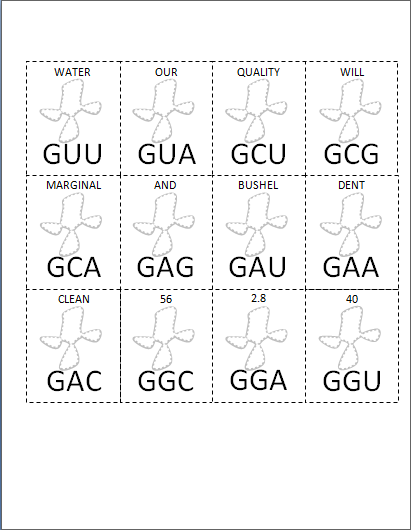 WATER OUR QUALITY WILL
GUU GUA GCU GCG
MARGINAL AND BUSHEL DENT
GCA GAG GAU GAA
CLEAN 56 2.8 40
GAC GGC GGA GGU